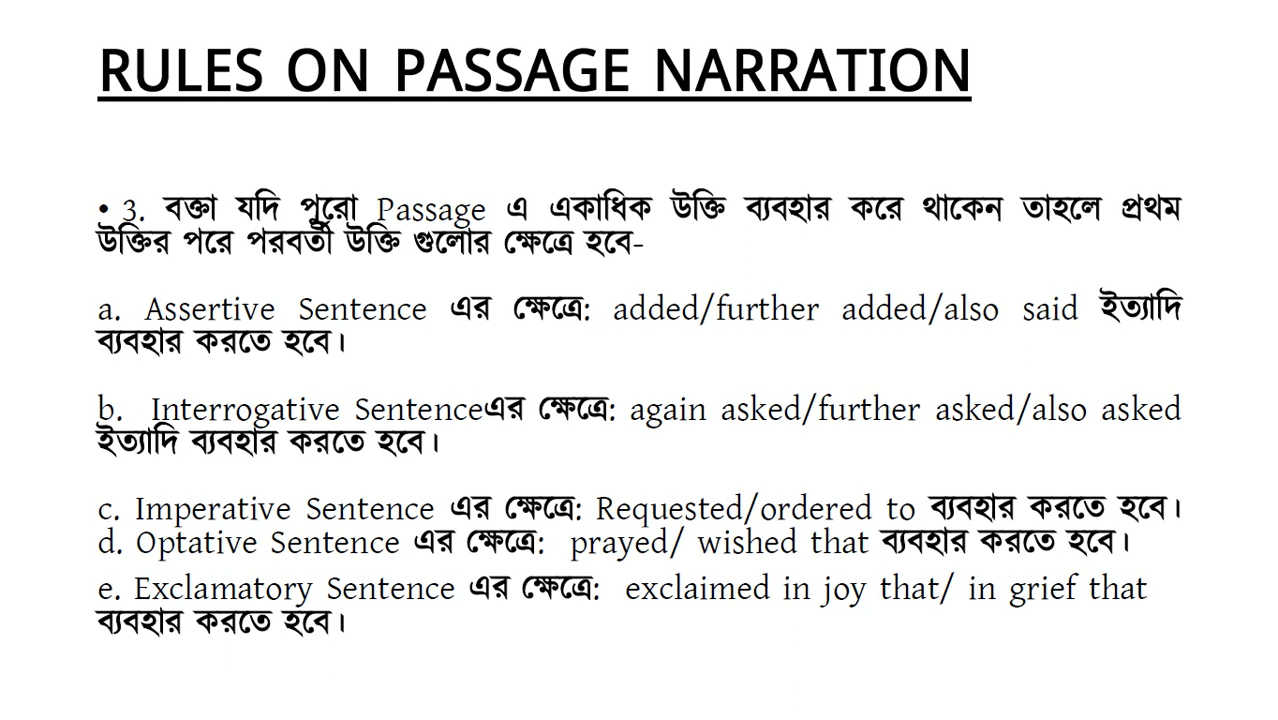 RULES ON PASSAGE NARRATION
• 3. বক্তা যদি পুরো Passage এ একাধিক উক্তি ব্যবহার করে থাকেন তাহলে প্রথম
উক্তির পরে পরবর্তী উক্তি গুলোর ক্ষেত্রে হবে-
a. Assertive Sentence এর ক্ষেত্রে: added/further added/also said ইত্যাদি
ব্যবহার করতে হবে।
b. Interrogative Sentenceএর ক্ষেত্রে: again asked/further asked/also asked
ইত্যাদি ব্যবহার করতে হবে।
c. Imperative Sentence এর ক্ষেত্রে: Requested/ordered to ব্যবহার করতে হবে।
d. Optative Sentence এর ক্ষেত্রে: prayed/ wished that ব্যবহার করতে হবে।
e. Exclamatory Sentence এর ক্ষেত্রে: exclaimed in joy that/ in grief that
ব্যবহার করতে হবে।